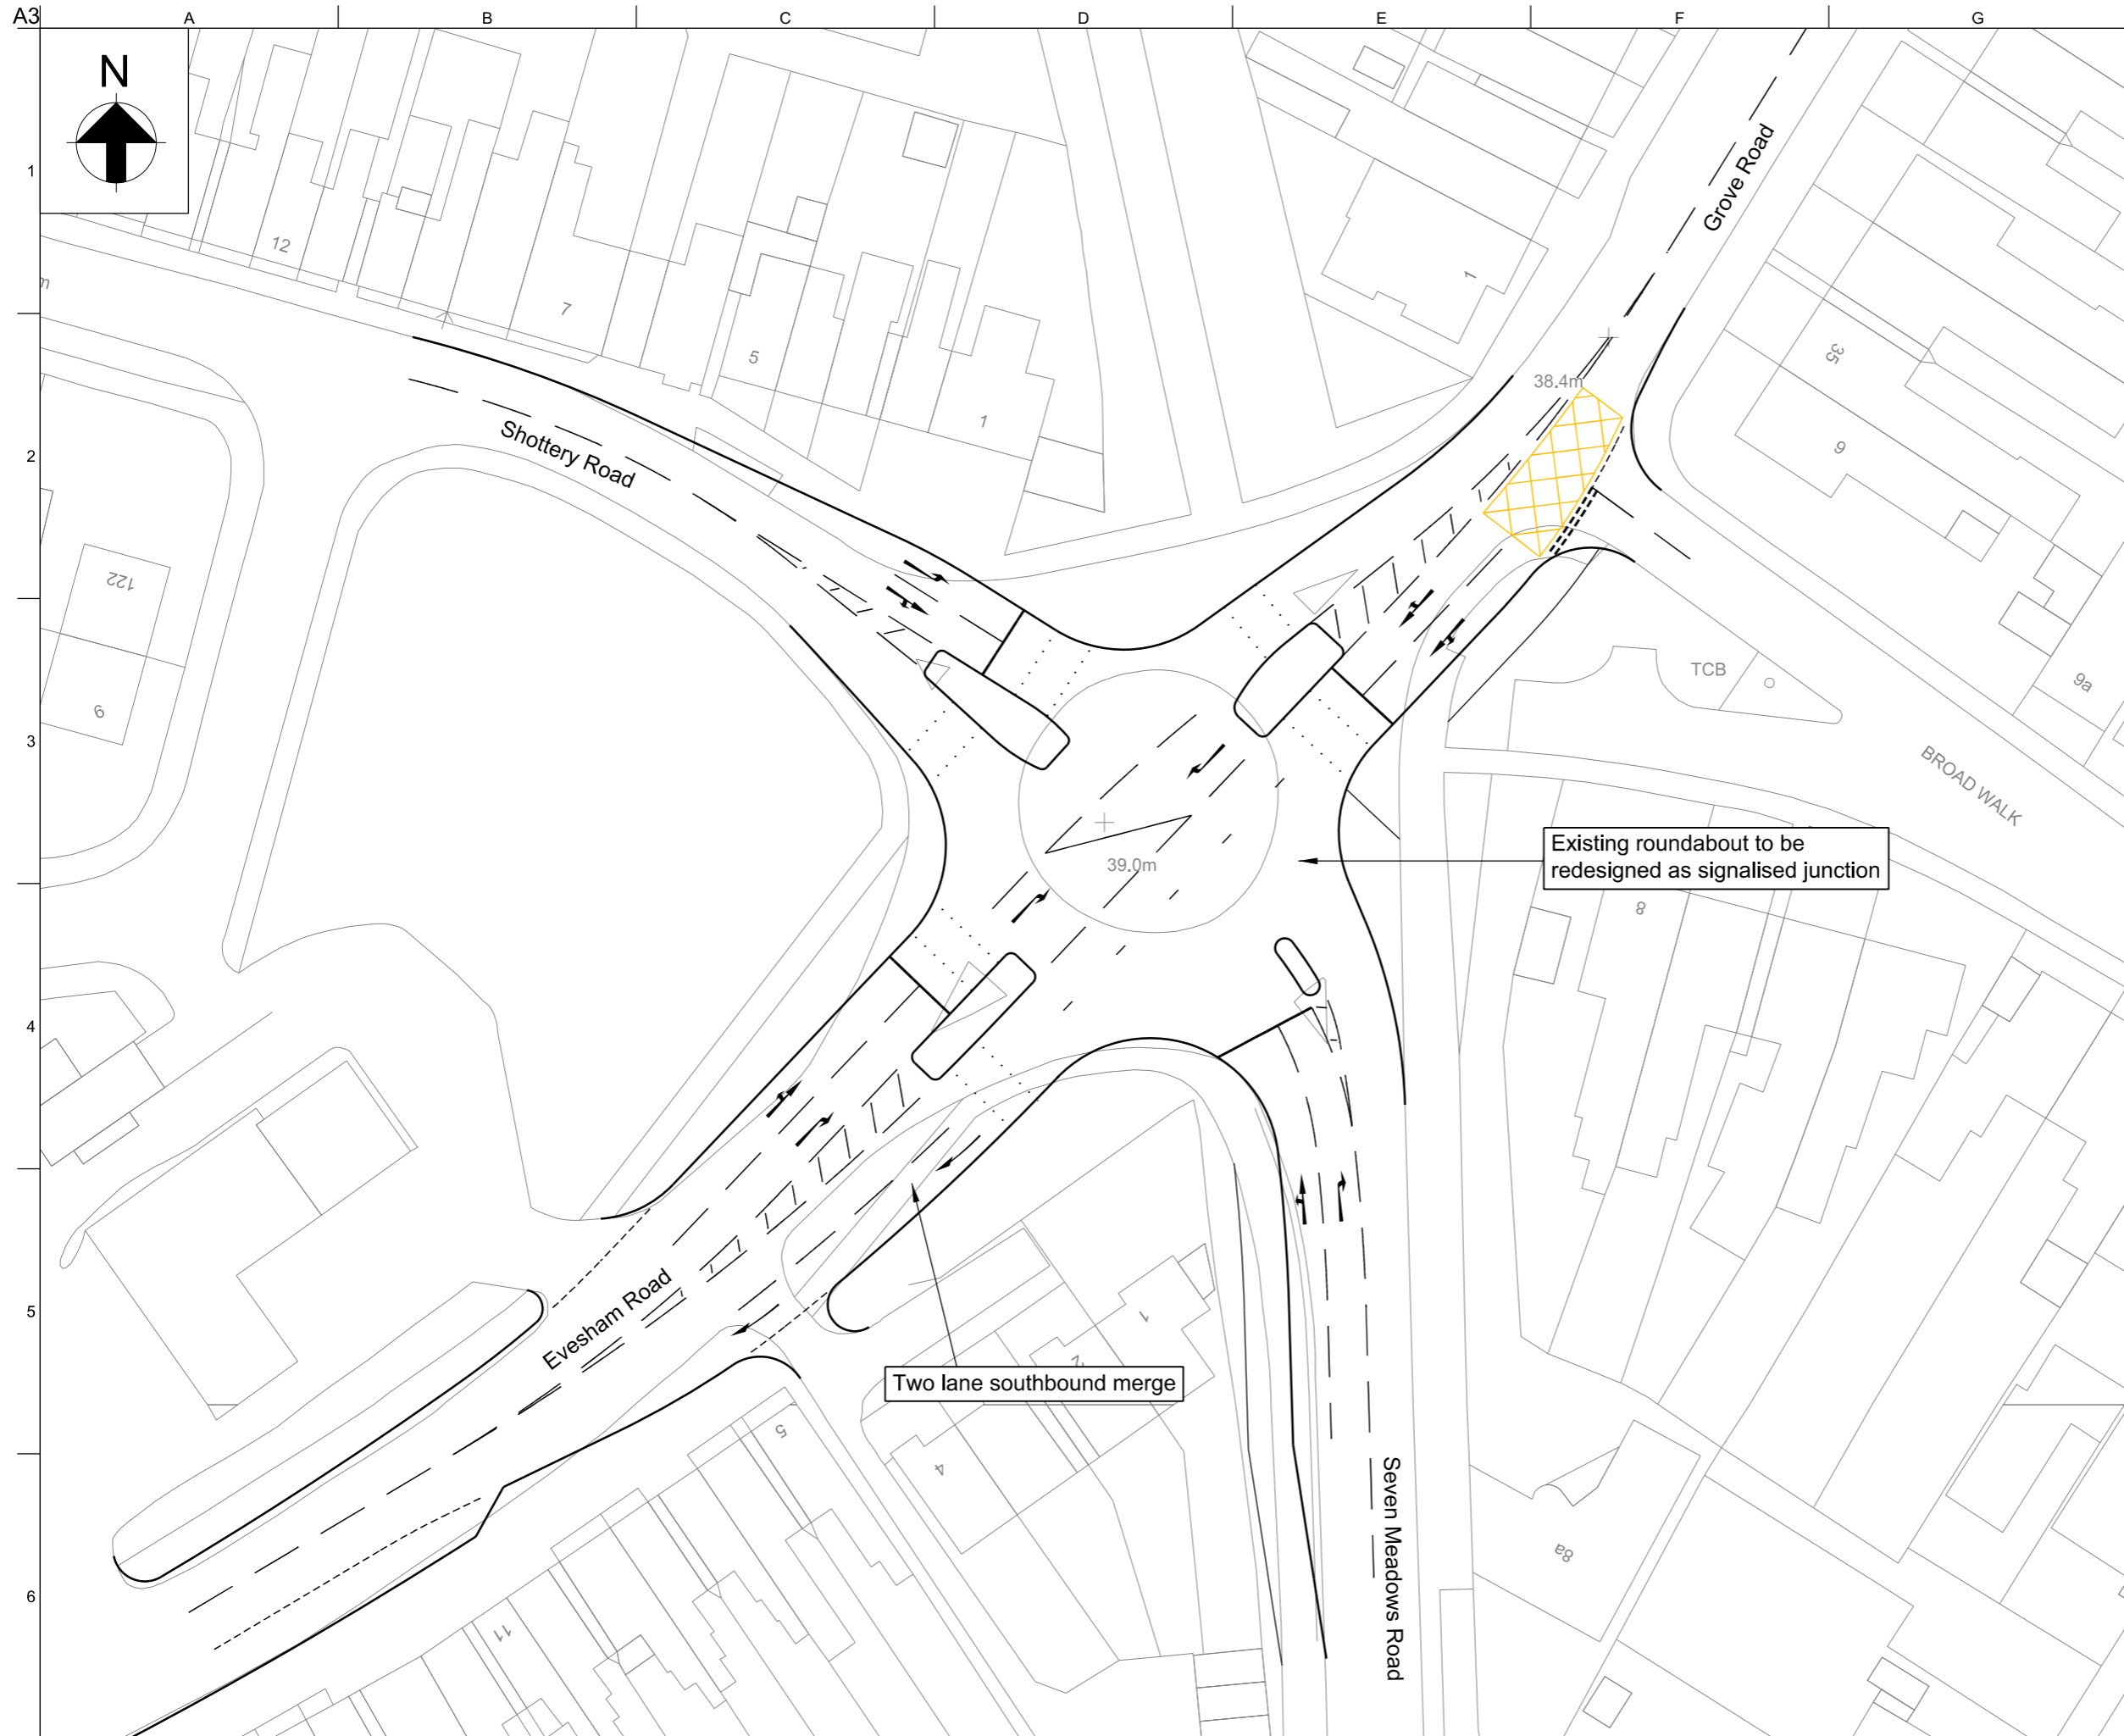 A3
A
B
C
D
E
F
G
N
1
2
3
4
5
6
Grove Road
12
7
5
1
1
38.4m
35
9
Shottery Road
122
9
TCB
9a
BROAD WALK
39.0m
Existing roundabout to be
redesigned as signalised junction
8
Evesham Road
1
2
Two lane southbound merge
5
4
Seven Meadows Road
8a
11